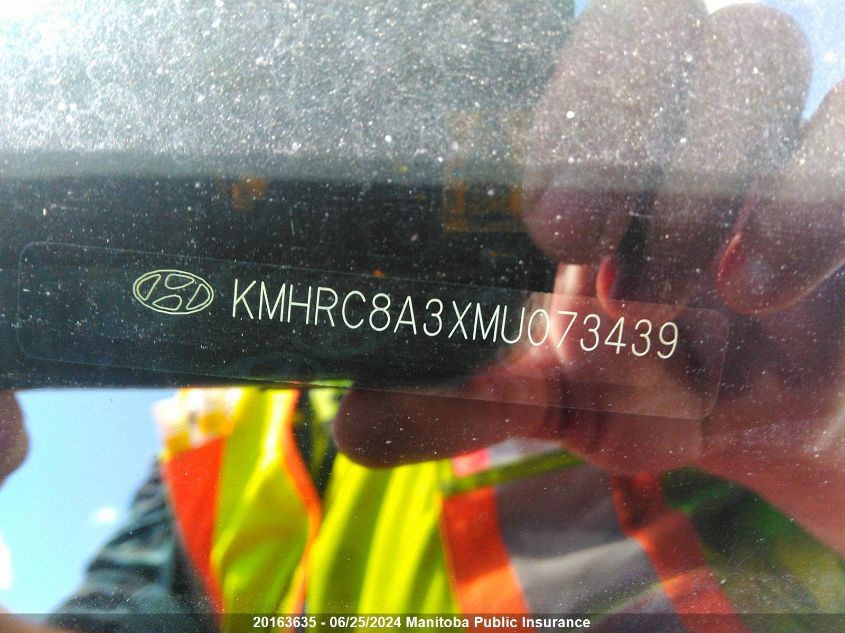 KMHRC8A3XMU073439
20163635 - 06/25/2024 Manitoba Public Insurance